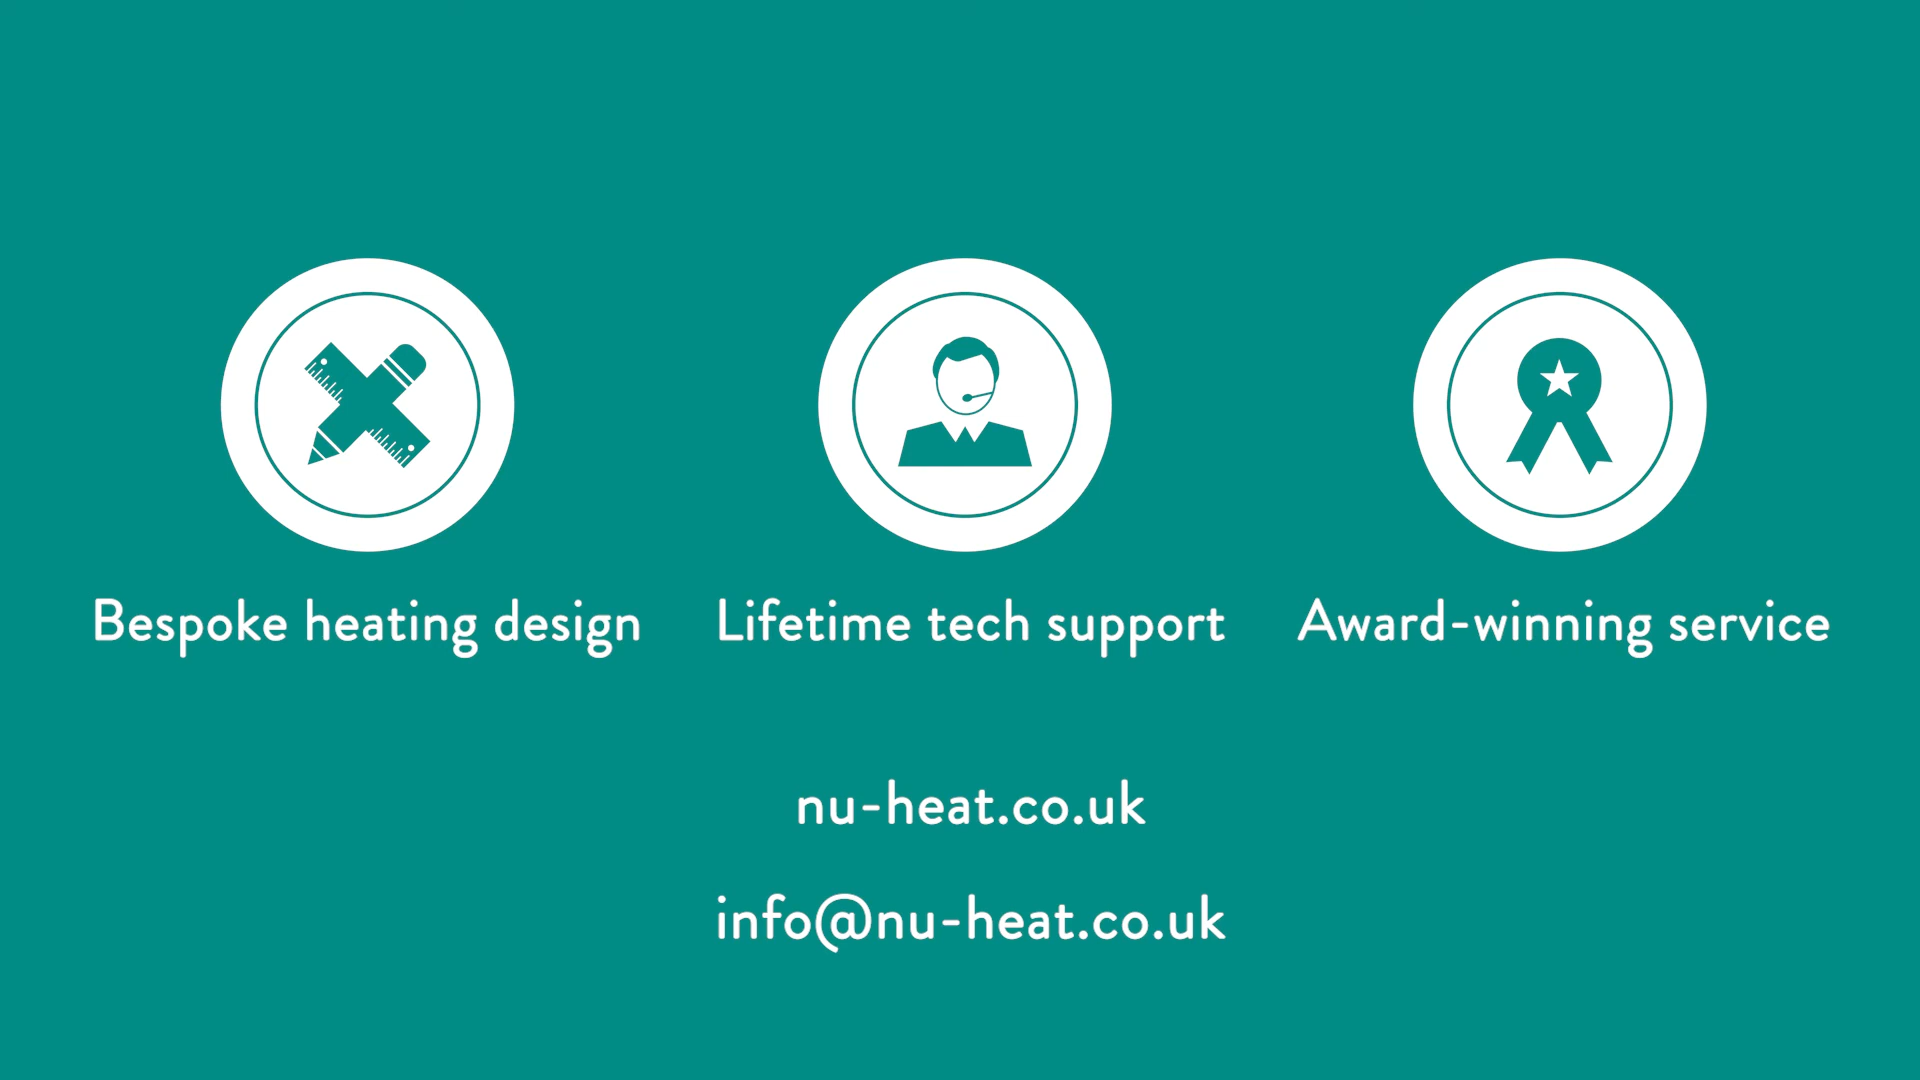 Bespoke heating design
Lifetime tech support
Award-winning service
nu-heat.co.uk
info@nu-heat.co.uk